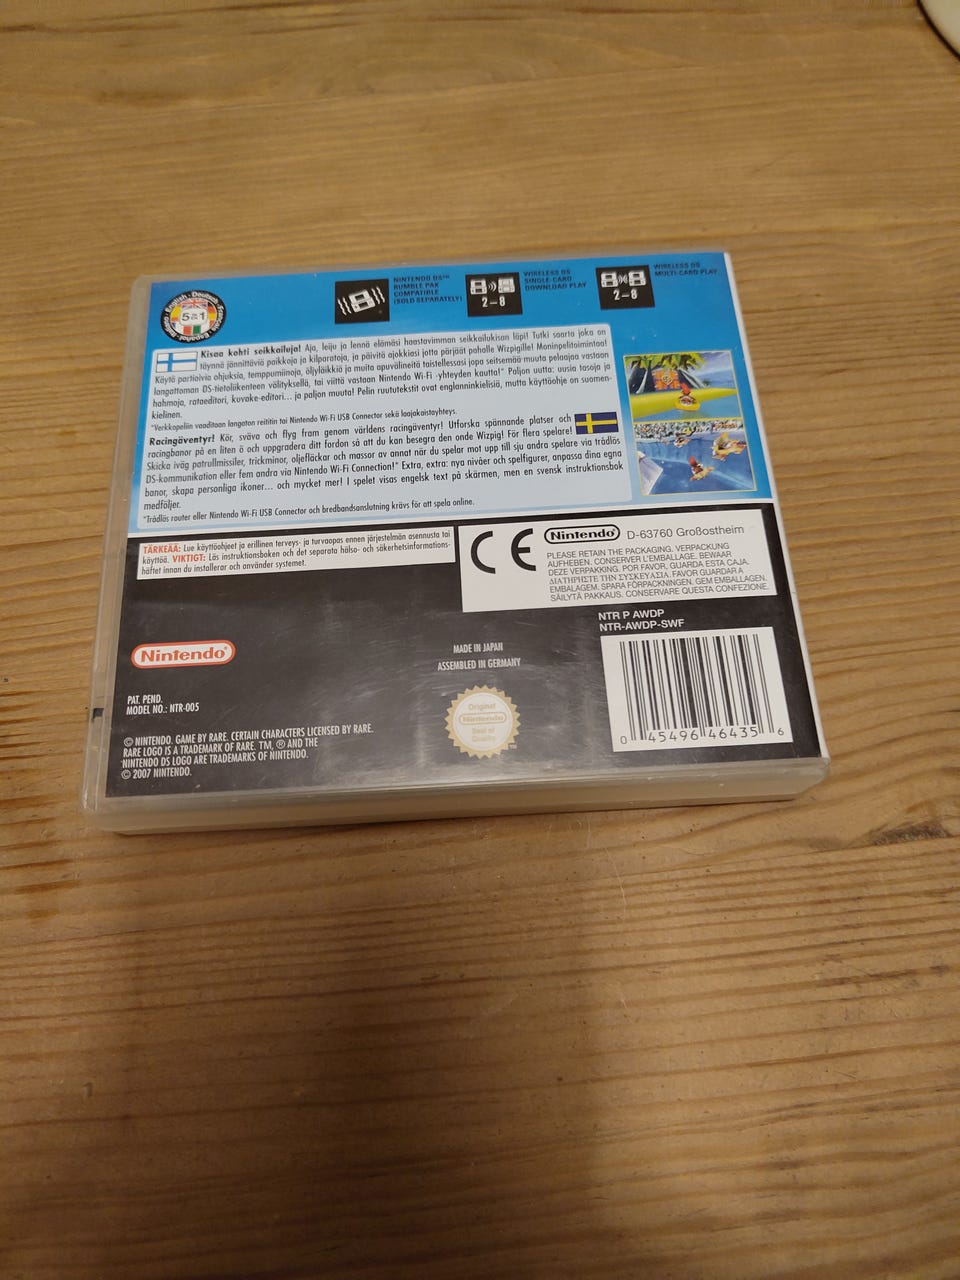 English · Deutsch · Français · Español · Italiano
5 in 1
NINTENDO DS™
RUMBLE PAK
COMPATIBLE
(SOLD SEPARATELY)
2–8
WIRELESS DS
SINGLE-CARD
DOWNLOAD PLAY
2–8
WIRELESS DS
MULTI-CARD PLAY
Kisaa kohti seikkailuja! Aja, leiju ja lennä elämäsi haastavimman seikkailukisan läpi! Tutki saarta joka on
täynnä jännittäviä paikkoja ja kilparatoja, ja päivitä ajokkiasi jotta pärjäät pahalle Wizpigille! Moninpelitoimintoa!
Käytä partioivia ohjuksia, temppumiinoja, öljyläikkiä ja muita apuvälineitä taistellessasi jopa seitsemää muuta pelaajaa vastaan
langattoman DS-tietoliikenteen välityksellä, tai viittä vastaan Nintendo Wi-Fi -yhteyden kautta!* Paljon uutta: uusia tasoja ja
hahmoja, rataeditori, kuvake-editori... ja paljon muuta! Pelin ruututekstit ovat englanninkielisiä, mutta käyttöohje on suomen-
kielinen.
*Verkkopeliin vaaditaan langaton reititin tai Nintendo Wi-Fi USB Connector sekä laajakaistayhteys.
Racingäventyr! Kör, sväva och flyg fram genom världens racingäventyr! Utforska spännande platser och
racingbanor på en liten ö och uppgradera ditt fordon så att du kan besegra den onde Wizpig! För flera spelare!
Skicka iväg patrullmissiler, trickminor, oljefläckar och massor av annat när du spelar mot upp till sju andra spelare via trådlös
DS-kommunikation eller fem andra via Nintendo Wi-Fi Connection!* Extra, extra: nya nivåer och spelfigurer, anpassa dina egna
banor, skapa personliga ikoner... och mycket mer! I spelet visas engelsk text på skärmen, men en svensk instruktionsbok
medföljer.
*Trådlös router eller Nintendo Wi-Fi USB Connector och bredbandsanslutning krävs för att spela online.
TÄRKEÄÄ: Lue käyttöohjeet ja erillinen terveys- ja turvaopas ennen järjestelmän asennusta tai
käyttöä. VIKTIGT: Läs instruktionsboken och det separata hälso- och säkerhetsinformations-
häftet innan du installerar och använder systemet.
CE
Nintendo® D-63760 Großostheim
PLEASE RETAIN THE PACKAGING. VERPACKUNG
AUFHEBEN. CONSERVER L'EMBALLAGE. BEWAAR
DEZE VERPAKKING. POR FAVOR, GUARDA ESTA CAJA.
ΔΙΑΤΗΡΗΣΤΕ ΤΗΝ ΣΥΣΚΕΥΑΣΙΑ. FAVOR GUARDAR A
EMBALAGEM. SPARA FÖRPACKNINGEN. GEM EMBALLAGEN.
SÄILYTÄ PAKKAUS. CONSERVARE QUESTA CONFEZIONE.
NTR P AWDP
NTR-AWDP-SWF
Nintendo®
MADE IN JAPAN
ASSEMBLED IN GERMANY
PAT. PEND.
MODEL NO.: NTR-005
Original
Nintendo
Seal of
Quality
TM
© NINTENDO. GAME BY RARE. CERTAIN CHARACTERS LICENSED BY RARE.
RARE LOGO IS A TRADEMARK OF RARE. TM, ® AND THE
NINTENDO DS LOGO ARE TRADEMARKS OF NINTENDO.
© 2007 NINTENDO.
0 45496 46435 6